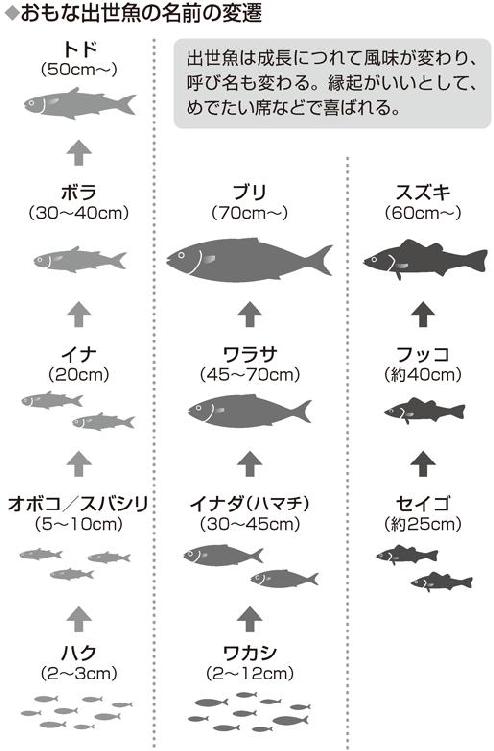 ◆おもな出世魚の名前の変遷
出世魚は成長につれて風味が変わり、
呼び名も変わる。縁起がいいとして、
めでたい席などで喜ばれる。
トド
(50cm〜)
ボラ
(30〜40cm)
イナ
(20cm)
オボコ／スバシリ
(5〜10cm)
ハク
(2〜3cm)
ブリ
(70cm〜)
ワラサ
(45〜70cm)
イナダ(ハマチ)
(30〜45cm)
ワカシ
(2〜12cm)
スズキ
(60cm〜)
フッコ
(約40cm)
セイゴ
(約25cm)